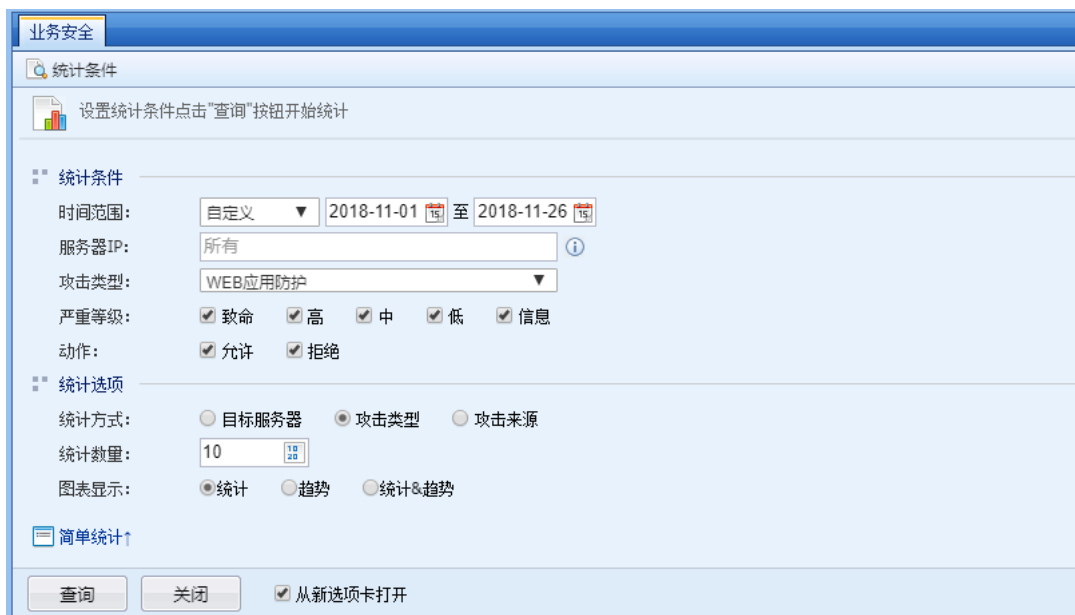 业务安全
统计条件
设置统计条件点击"查询"按钮开始统计
统计条件
时间范围： 自定义 2018-11-01 至 2018-11-26
服务器IP： 所有
攻击类型： WEB应用防护
严重等级： 致命 高 中 低 信息
动作： 允许 拒绝
统计选项
统计方式： 目标服务器 攻击类型 攻击来源
统计数量： 10
图表显示： 统计 趋势 统计&趋势
简单统计↑
查询 关闭 从新选项卡打开